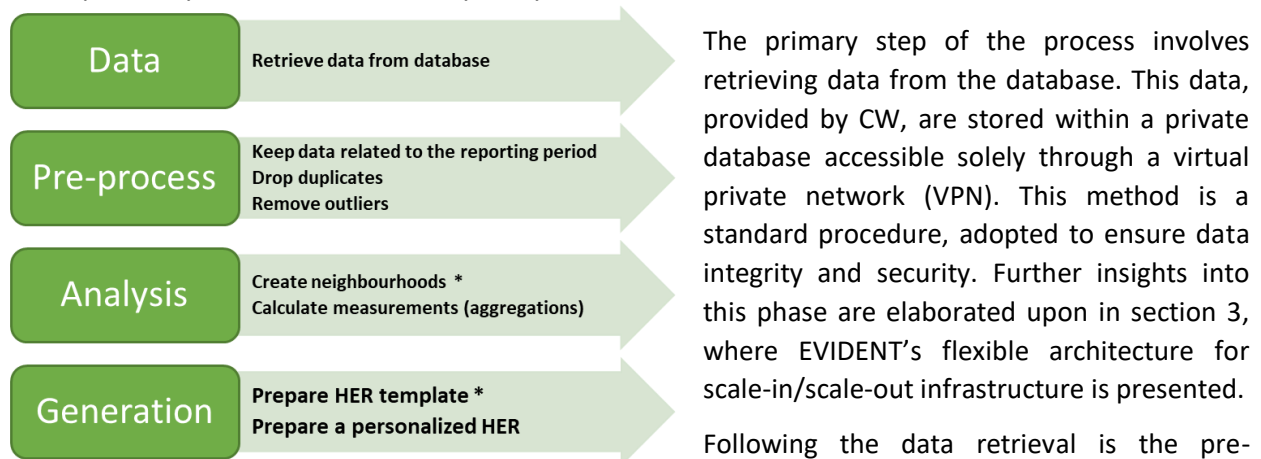 Data
Retrieve data from database
Pre-process
Keep data related to the reporting period
Drop duplicates
Remove outliers
Analysis
Create neighbourhoods *
Calculate measurements (aggregations)
Generation
Prepare HER template *
Prepare a personalized HER
The primary step of the process involves
retrieving data from the database. This data,
provided by CW, are stored within a private
database accessible solely through a virtual
private network (VPN). This method is a
standard procedure, adopted to ensure data
integrity and security. Further insights into
this phase are elaborated upon in section 3,
where EVIDENT’s flexible architecture for
scale-in/scale-out infrastructure is presented.
Following the data retrieval is the pre-